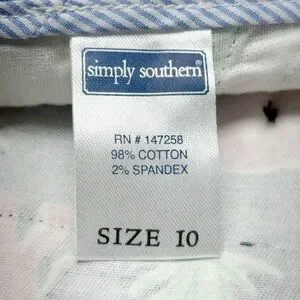 simply southern®
RN # 147258
98% COTTON
2% SPANDEX
SIZE 10